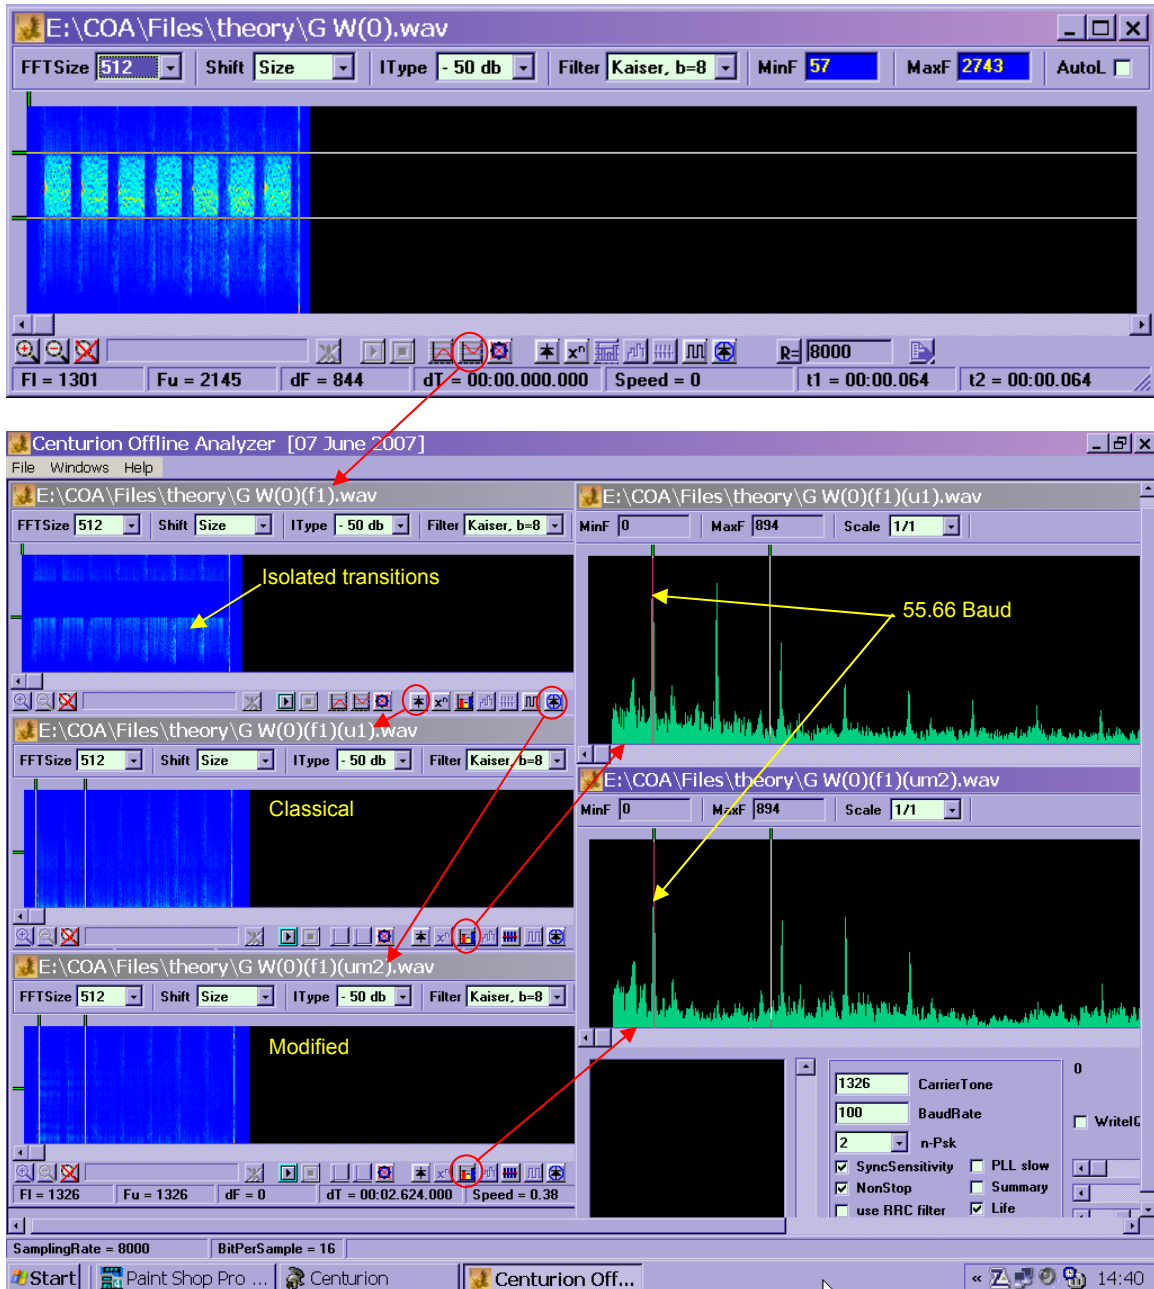 E:\COA\Files\theory\G W(0).wav
FFTSize 512 Shift Size IType - 50 db Filter Kaiser, b=8 MinF 57 MaxF 2743 AutoL
R= 8000
Fl = 1301 Fu = 2145 dF = 844 dT = 00:00.000.000 Speed = 0 t1 = 00:00.064 t2 = 00:00.064
Centurion Offline Analyzer [07 June 2007]
File Windows Help
E:\COA\Files\theory\G W(0)(f1).wav
FFTSize 512 Shift Size IType - 50 db Filter Kaiser, b=8
Isolated transitions
xⁿ
E:\COA\Files\theory\G W(0)(f1)(u1).wav
FFTSize 512 Shift Size IType - 50 db Filter Kaiser, b=8
Classical
E:\COA\Files\theory\G W(0)(f1)(um2).wav
FFTSize 512 Shift Size IType - 50 db Filter Kaiser, b=8
Modified
Fl = 1326 Fu = 1326 dF = 0 dT = 00:02.624.000 Speed = 0.38
E:\COA\Files\theory\G W(0)(f1)(u1).wav
MinF 0 MaxF 894 Scale 1/1
55.66 Baud
E:\COA\Files\theory\G W(0)(f1)(um2).wav
MinF 0 MaxF 894 Scale 1/1
1326 CarrierTone
100 BaudRate
2 n-Psk
SyncSensitivity PLL slow
NonStop Summary
use RRC filter Life
0
WriteIC
SamplingRate = 8000 BitPerSample = 16
Start Paint Shop Pro ... Centurion Centurion Off... « 14:40